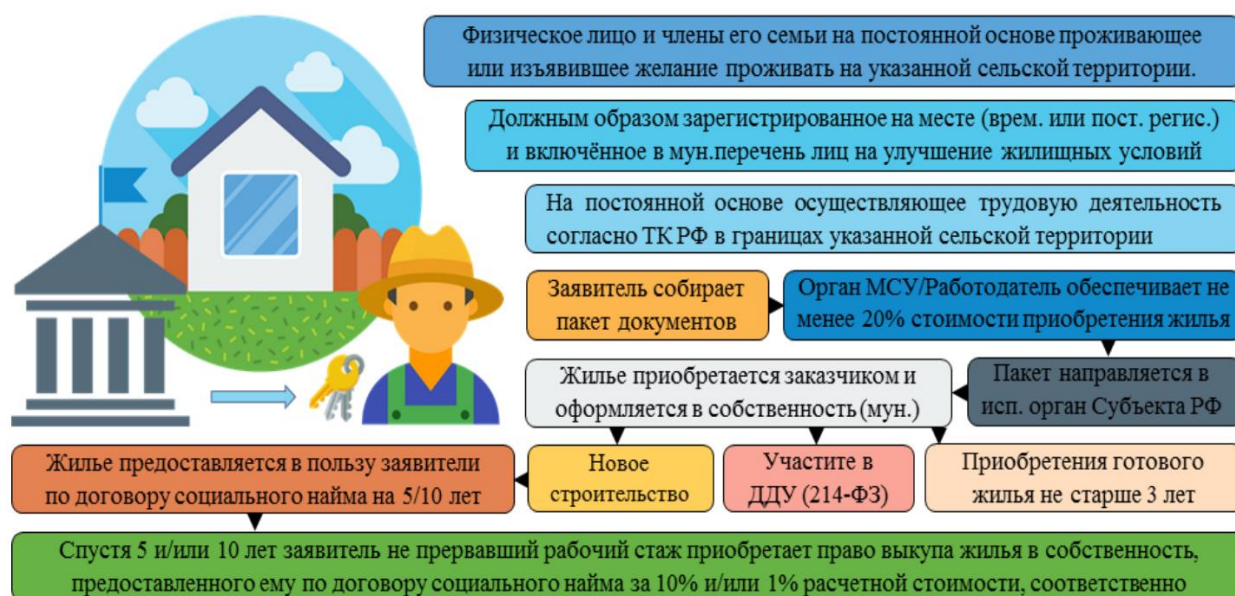 Физическое лицо и члены его семьи на постоянной основе проживающее
или изъявившее желание проживать на указанной сельской территории.
Должным образом зарегистрированное на месте (врем. или пост. регис.)
и включённое в мун.перечень лиц на улучшение жилищных условий
На постоянной основе осуществляющее трудовую деятельность
согласно ТК РФ в границах указанной сельской территории
Заявитель собирает
пакет документов
Орган МСУ/Работодатель обеспечивает не
менее 20% стоимости приобретения жилья
Пакет направляется в
исп. орган Субъекта РФ
Жилье приобретается заказчиком и
оформляется в собственность (мун.)
Новое
строительство
Участите в
ДДУ (214-ФЗ)
Приобретения готового
жилья не старше 3 лет
Жилье предоставляется в пользу заявители
по договору социального найма на 5/10 лет
Спустя 5 и/или 10 лет заявитель не прервавший рабочий стаж приобретает право выкупа жилья в собственность,
предоставленного ему по договору социального найма за 10% и/или 1% расчетной стоимости, соответственно